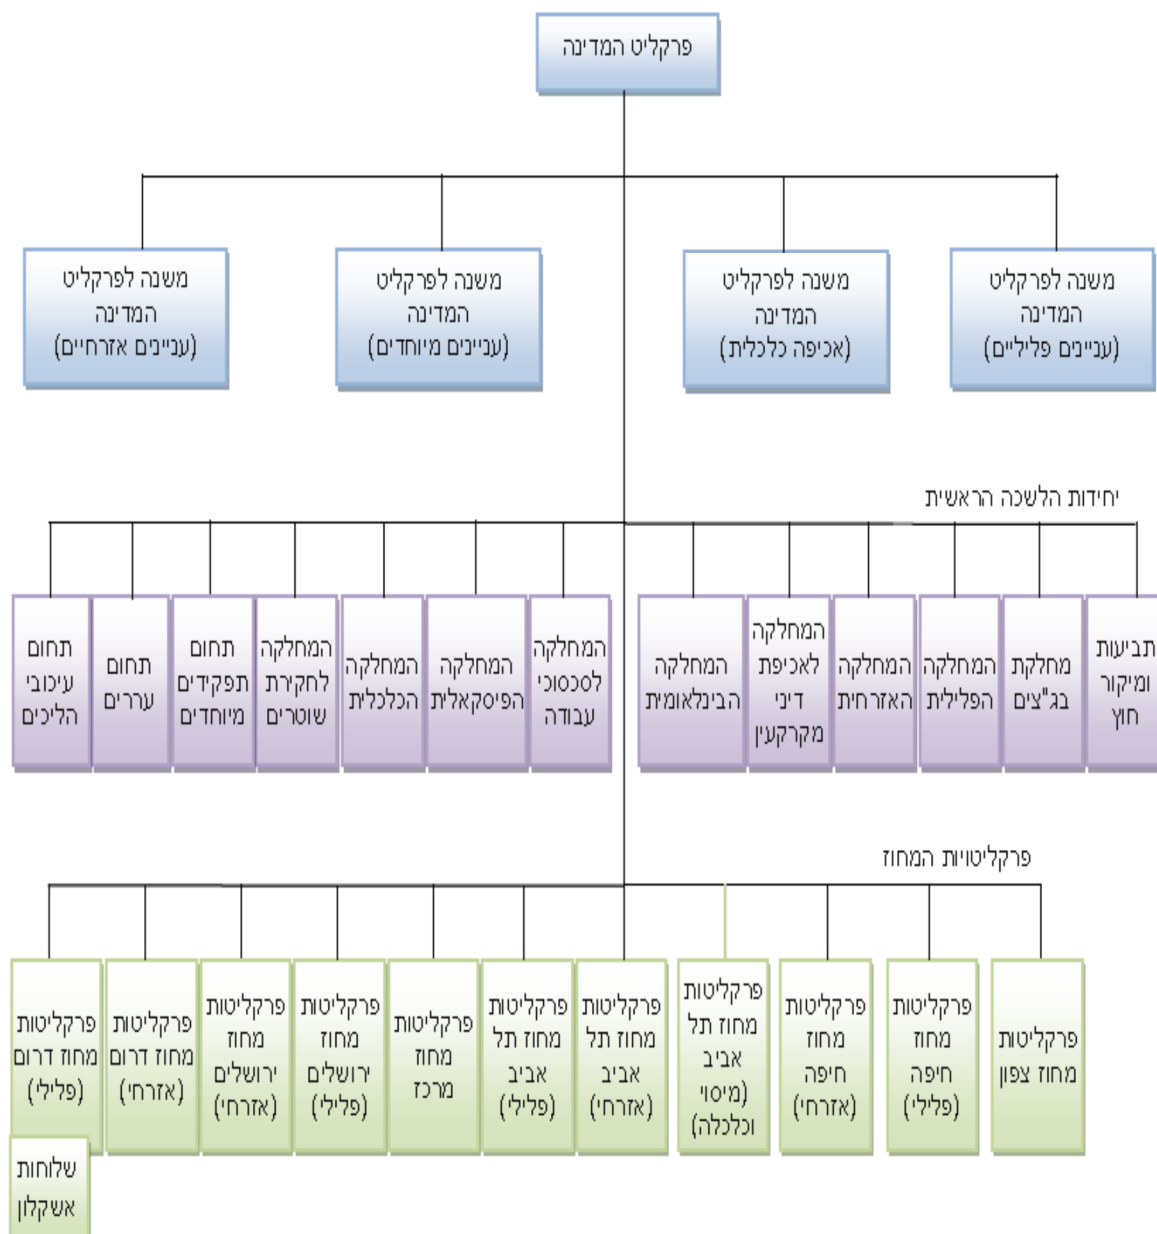 פרקליט המדינה
משנה לפרקליט
המדינה
(עניינים פליליים)
משנה לפרקליט
המדינה
(אכיפה כלכלית)
משנה לפרקליט
המדינה
(עניינים מיוחדים)
משנה לפרקליט
המדינה
(עניינים אזרחיים)
יחידות הלשכה הראשית
תביעות
ומיקור
חוץ
מחלקת
בג"צים
המחלקה
הפלילית
המחלקה
האזרחית
המחלקה
לאכיפת
דיני
מקרקעין
המחלקה
הבינלאומית
המחלקה
לסכסוכי
עבודה
המחלקה
הפיסקאלית
המחלקה
הכלכלית
המחלקה
לחקירת
שוטרים
תחום
תפקידים
מיוחדים
תחום
עררים
תחום
עיכובי
הליכים
פרקליטויות המחוז
פרקליטות
מחוז צפון
פרקליטות
מחוז
חיפה
(פלילי)
פרקליטות
מחוז
חיפה
(אזרחי)
פרקליטות
מחוז תל
אביב
(מיסוי
וכלכלה)
פרקליטות
מחוז תל
אביב
(אזרחי)
פרקליטות
מחוז תל
אביב
(פלילי)
פרקליטות
מחוז
מרכז
פרקליטות
מחוז
ירושלים
(פלילי)
פרקליטות
מחוז
ירושלים
(אזרחי)
פרקליטות
מחוז דרום
(אזרחי)
פרקליטות
מחוז דרום
(פלילי)
שלוחות
אשקלון